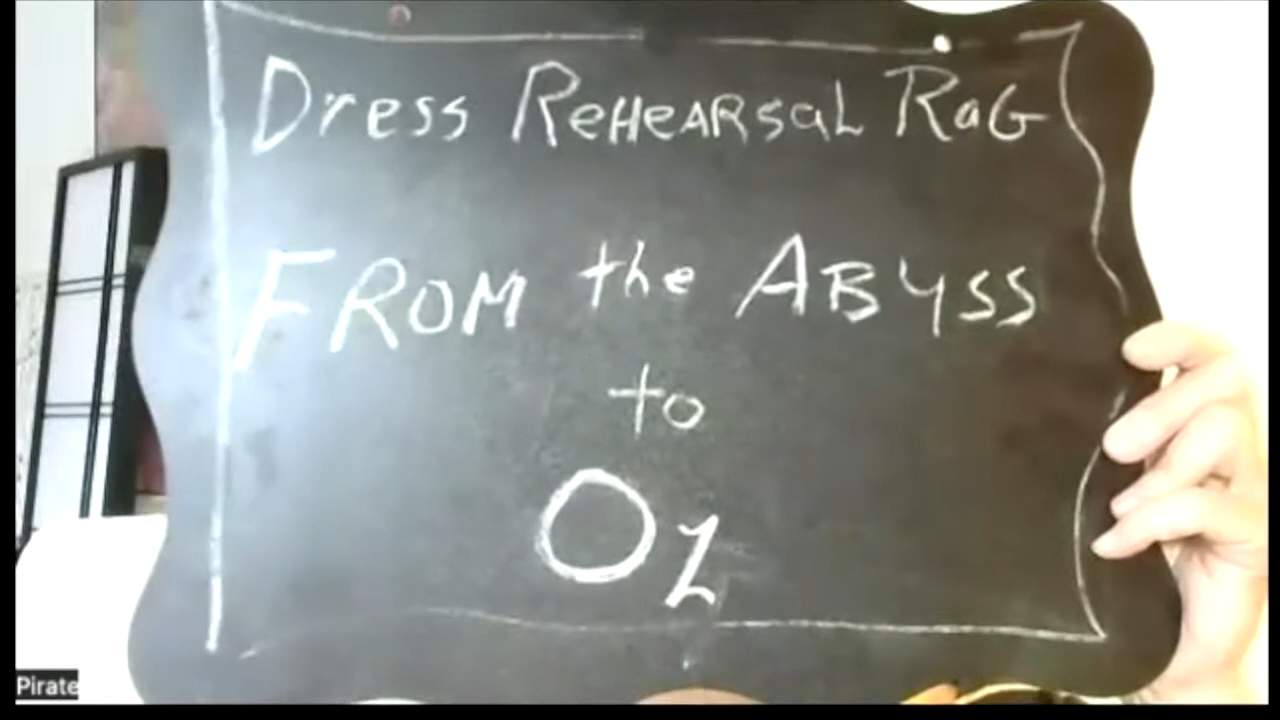 Dress Rehearsal Rag
From the Abyss
to
Oz
Pirate